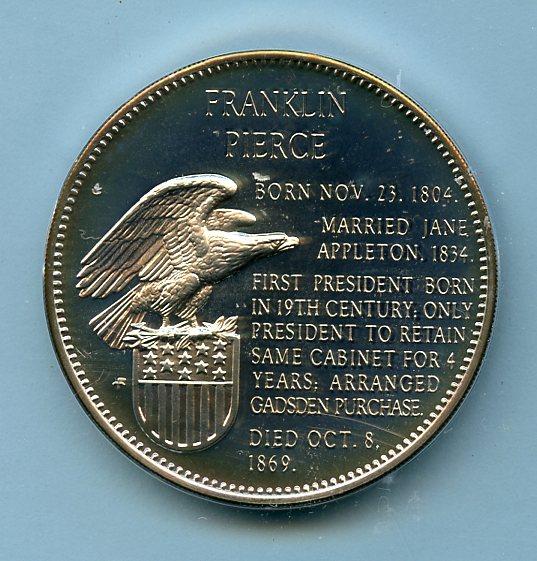 FRANKLIN
PIERCE
BORN NOV. 23. 1804.
MARRIED JANE
APPLETON. 1834.
FIRST PRESIDENT BORN
IN 19TH CENTURY; ONLY
PRESIDENT TO RETAIN
SAME CABINET FOR 4
YEARS; ARRANGED
GADSDEN PURCHASE.
DIED OCT. 8,
1869.